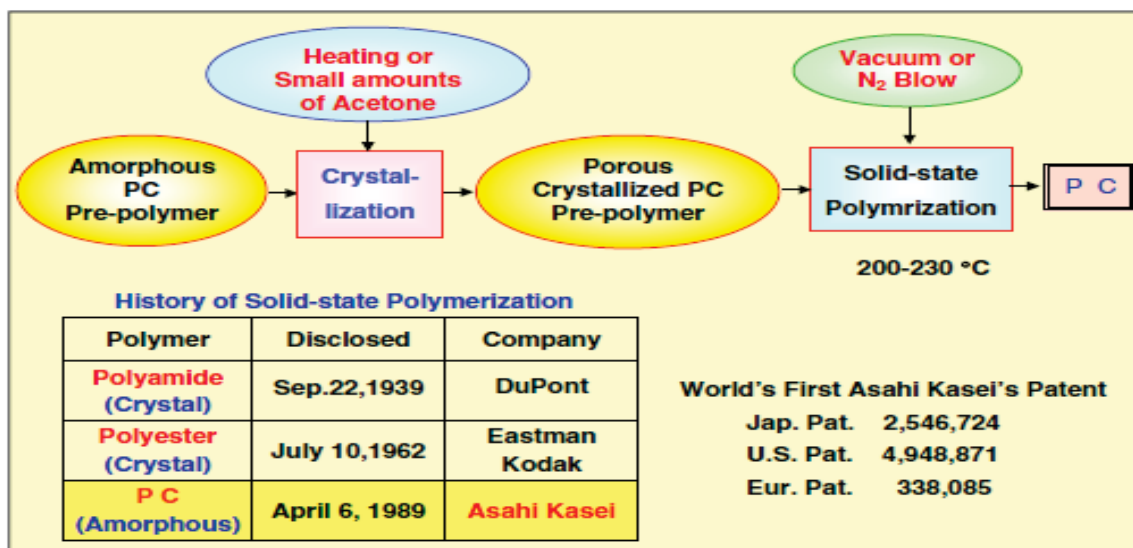 Heating or
Small amounts
of Acetone
Vacuum or
N₂ Blow
Amorphous
PC
Pre-polymer
Crystal-
lization
Porous
Crystallized PC
Pre-polymer
Solid-state
Polymrization
P C
200-230 °C
History of Solid-state Polymerization
Polymer Disclosed Company
Polyamide
(Crystal)
Sep.22,1939
DuPont
Polyester
(Crystal)
July 10,1962
Eastman
Kodak
P C
(Amorphous)
April 6, 1989
Asahi Kasei
World's First Asahi Kasei's Patent
Jap. Pat. 2,546,724
U.S. Pat. 4,948,871
Eur. Pat. 338,085